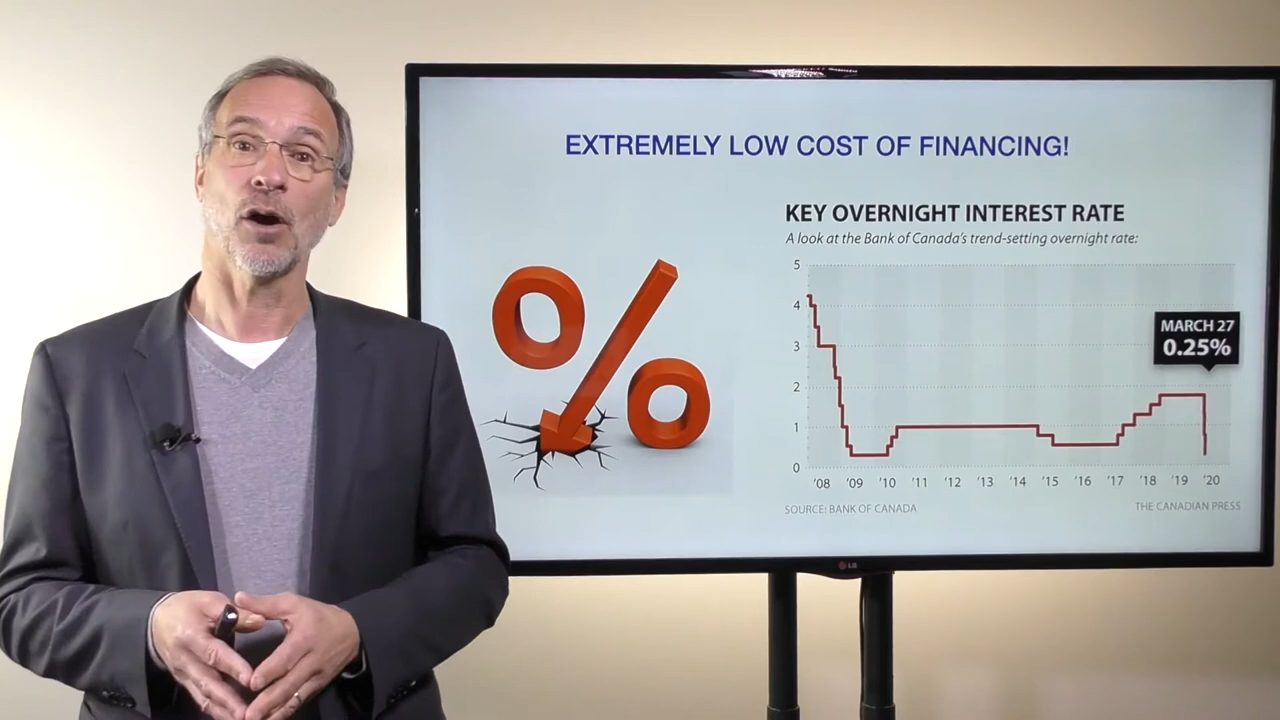 EXTREMELY LOW COST OF FINANCING!
KEY OVERNIGHT INTEREST RATE
A look at the Bank of Canada's trend-setting overnight rate:
5
4
3
2
1
0
MARCH 27
0.25%
'08 '09 '10 '11 '12 '13 '14 '15 '16 '17 '18 '19 '20
SOURCE: BANK OF CANADA
THE CANADIAN PRESS
LG